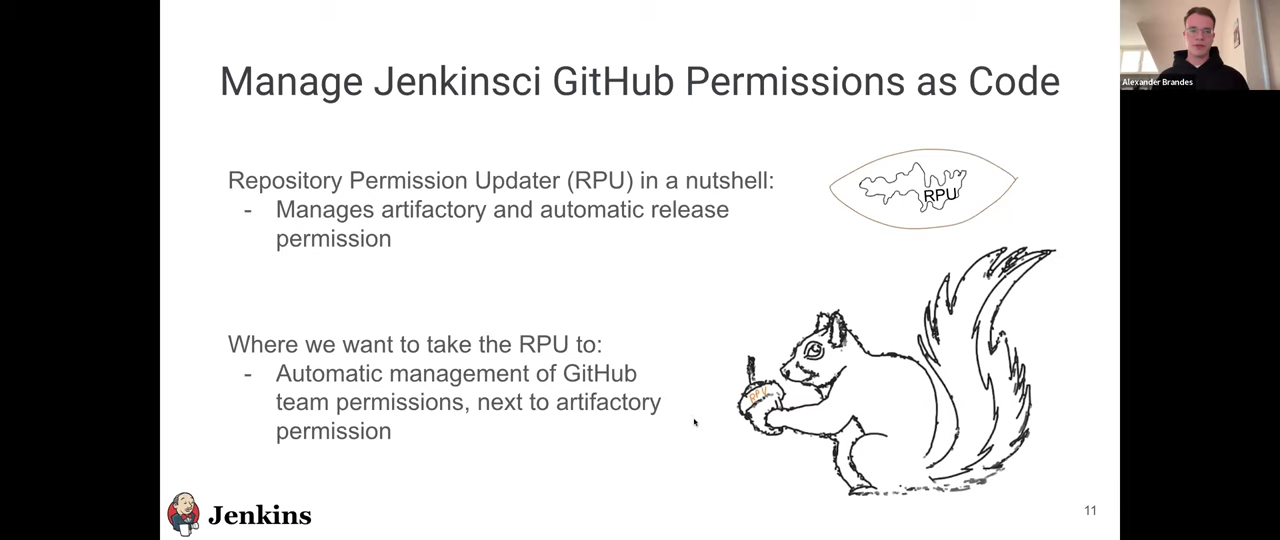 Manage Jenkinsci GitHub Permissions as Code
Alexander Brandes
Repository Permission Updater (RPU) in a nutshell:
- Manages artifactory and automatic release
permission
RPU
Where we want to take the RPU to:
- Automatic management of GitHub
team permissions, next to artifactory
permission
RPU
Jenkins
11